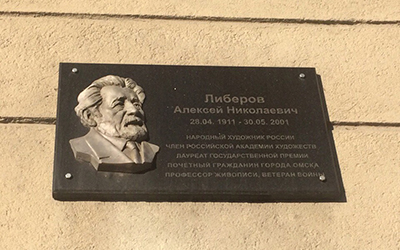 Либеров
Алексей Николаевич
28.04. 1911 - 30.05. 2001
НАРОДНЫЙ ХУДОЖНИК РОССИИ
ЧЛЕН РОССИЙСКОЙ АКАДЕМИИ ХУДОЖЕСТВ
ЛАУРЕАТ ГОСУДАРСТВЕННОЙ ПРЕМИИ
ПОЧЕТНЫЙ ГРАЖДАНИН ГОРОДА ОМСКА
ПРОФЕССОР ЖИВОПИСИ, ВЕТЕРАН ВОЙНЫ